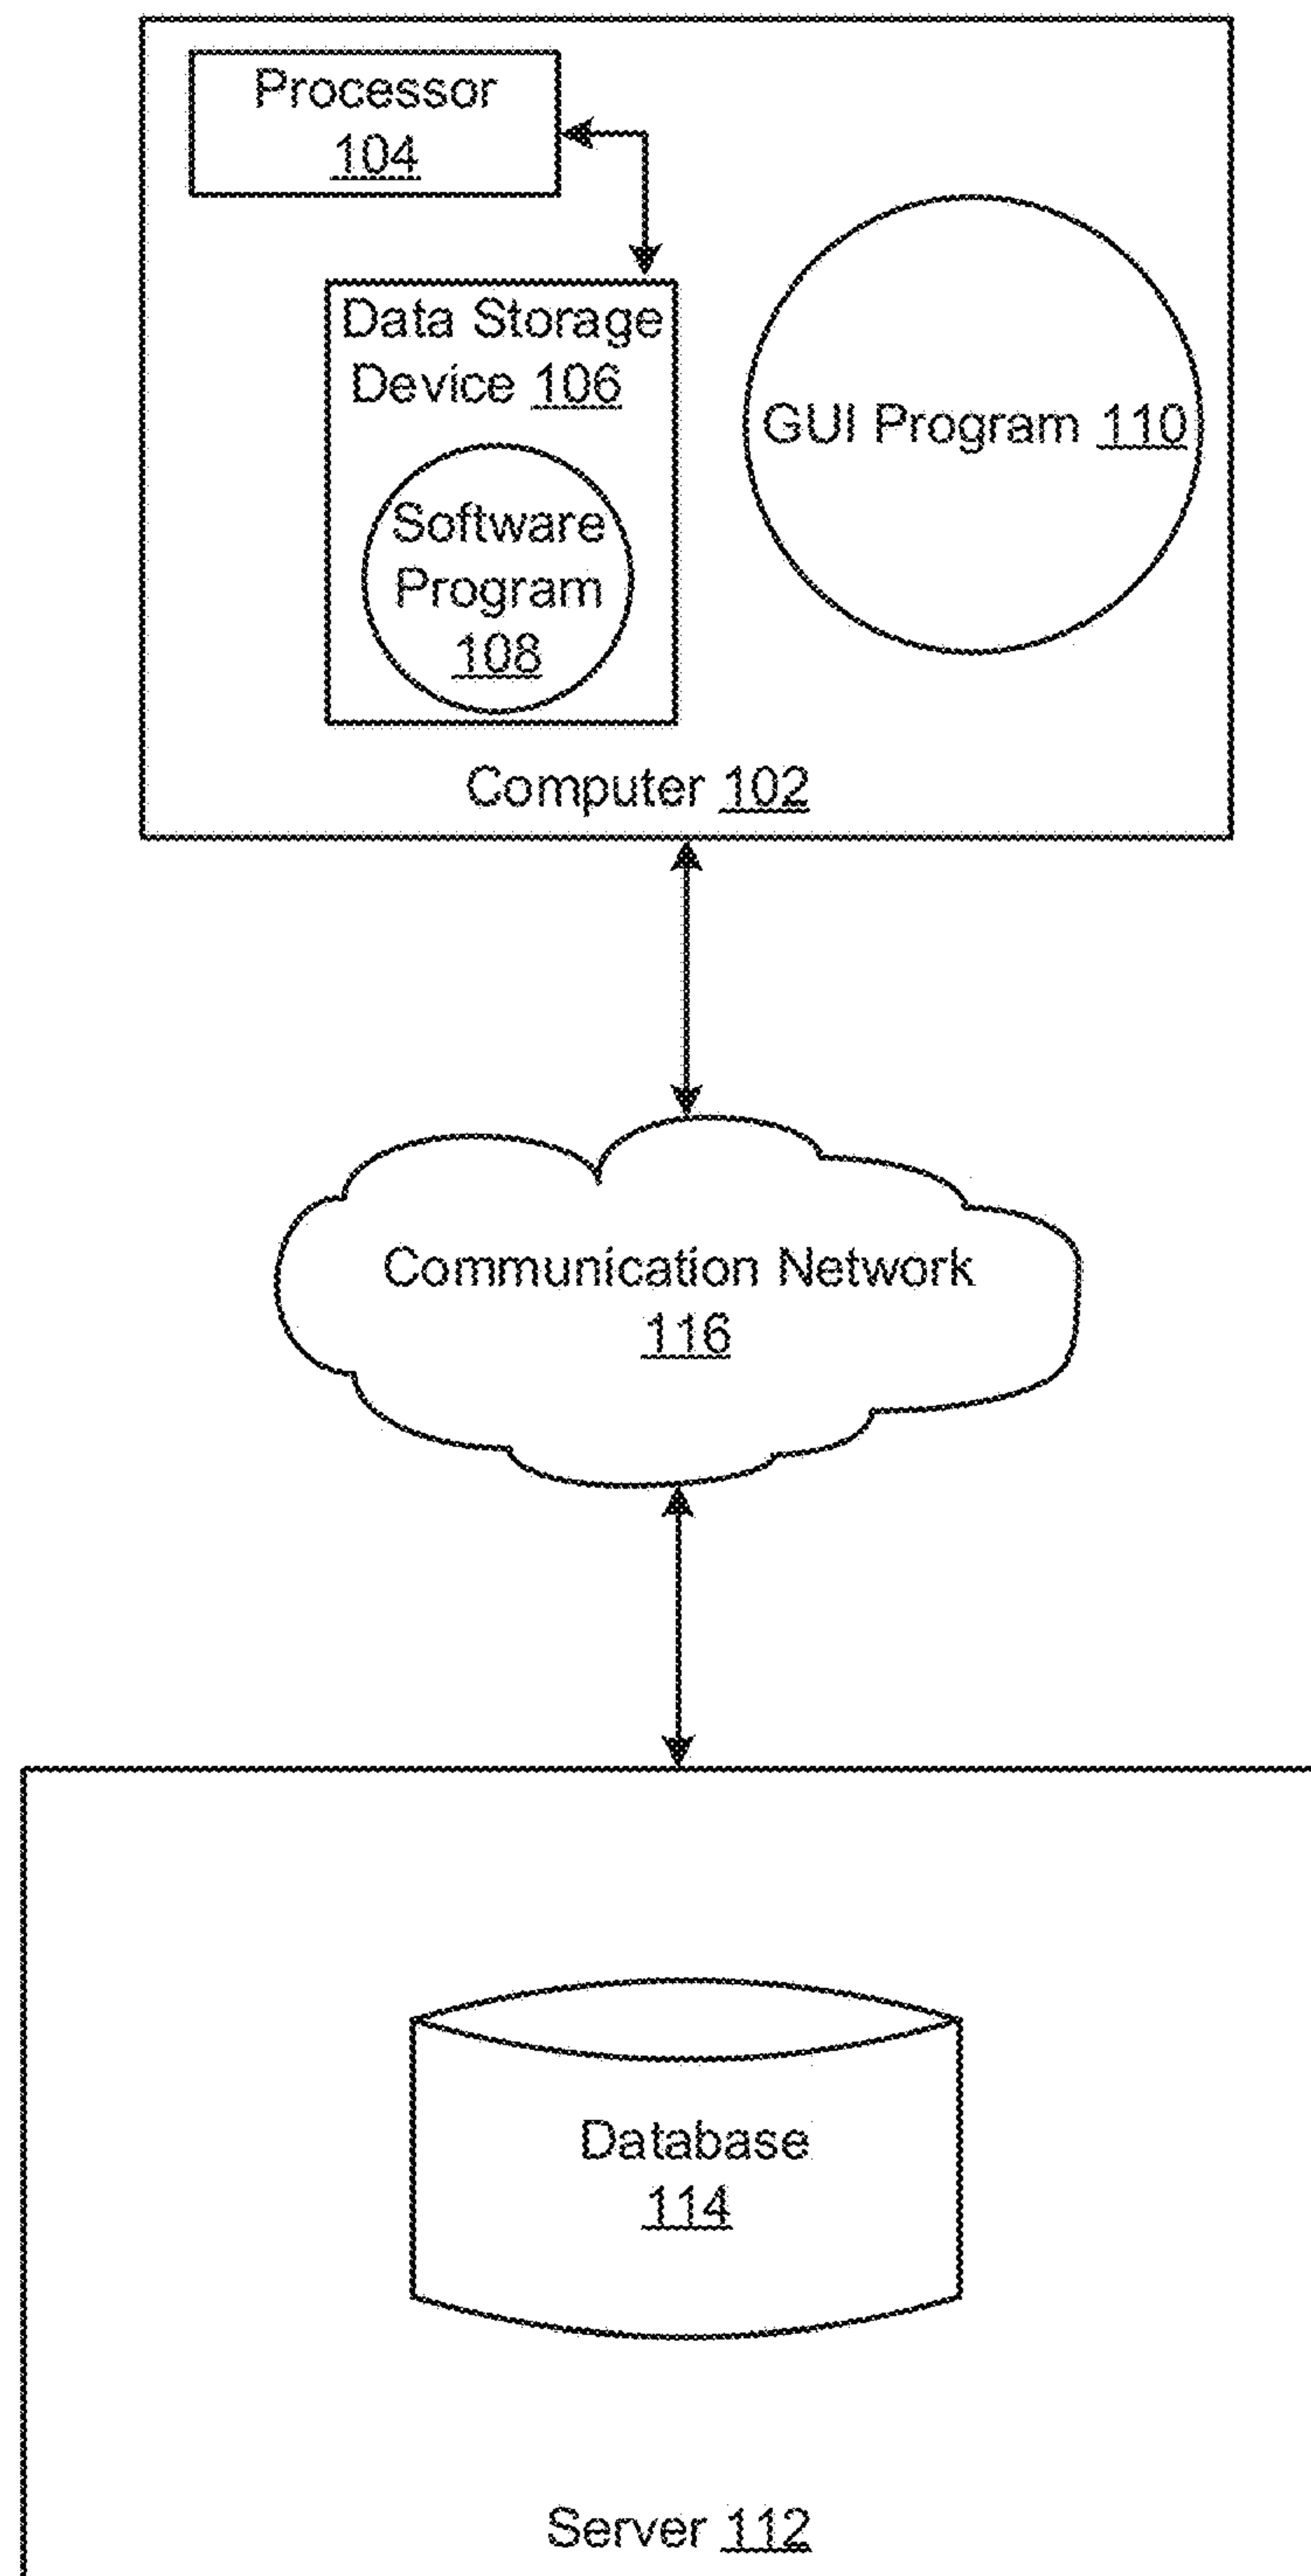 Processor
104
Data Storage
Device 106
GUI Program 110
Software
Program
108
Computer 102
Communication Network
116
Database
114
Server 112